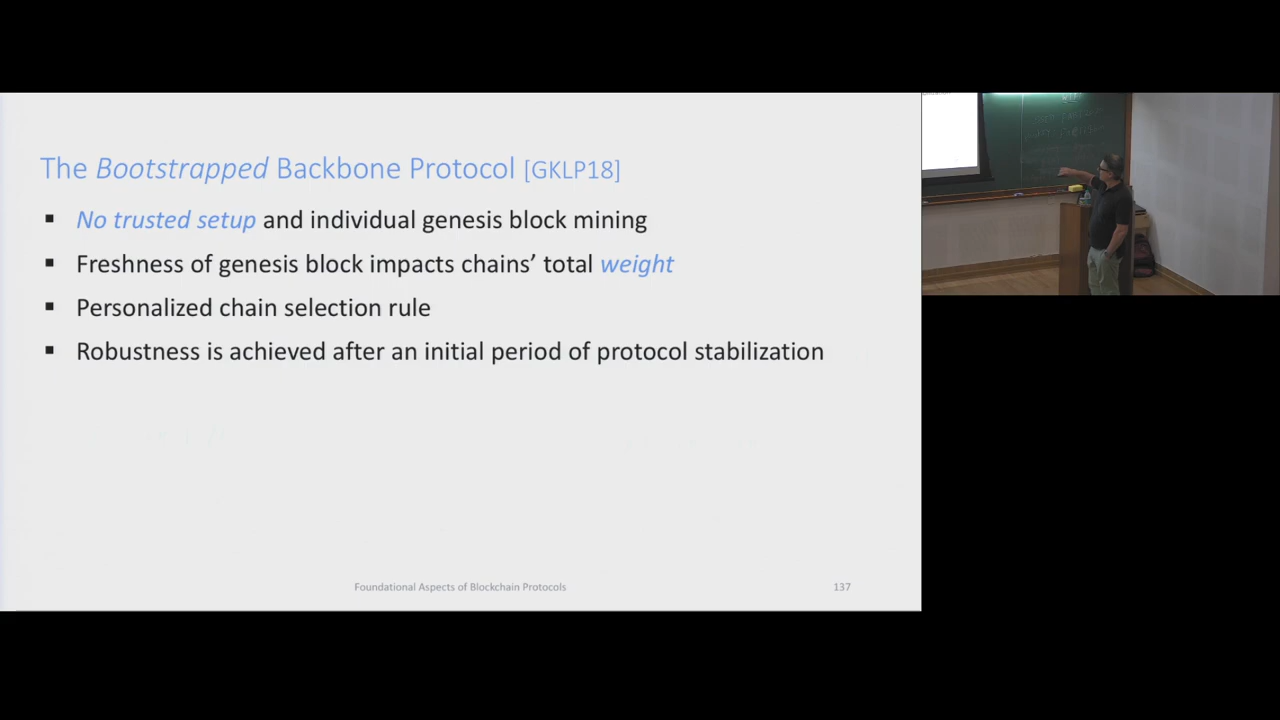 The Bootstrapped Backbone Protocol [GKLP18]
▪ No trusted setup and individual genesis block mining
▪ Freshness of genesis block impacts chains’ total weight
▪ Personalized chain selection rule
▪ Robustness is achieved after an initial period of protocol stabilization
Foundational Aspects of Blockchain Protocols
137